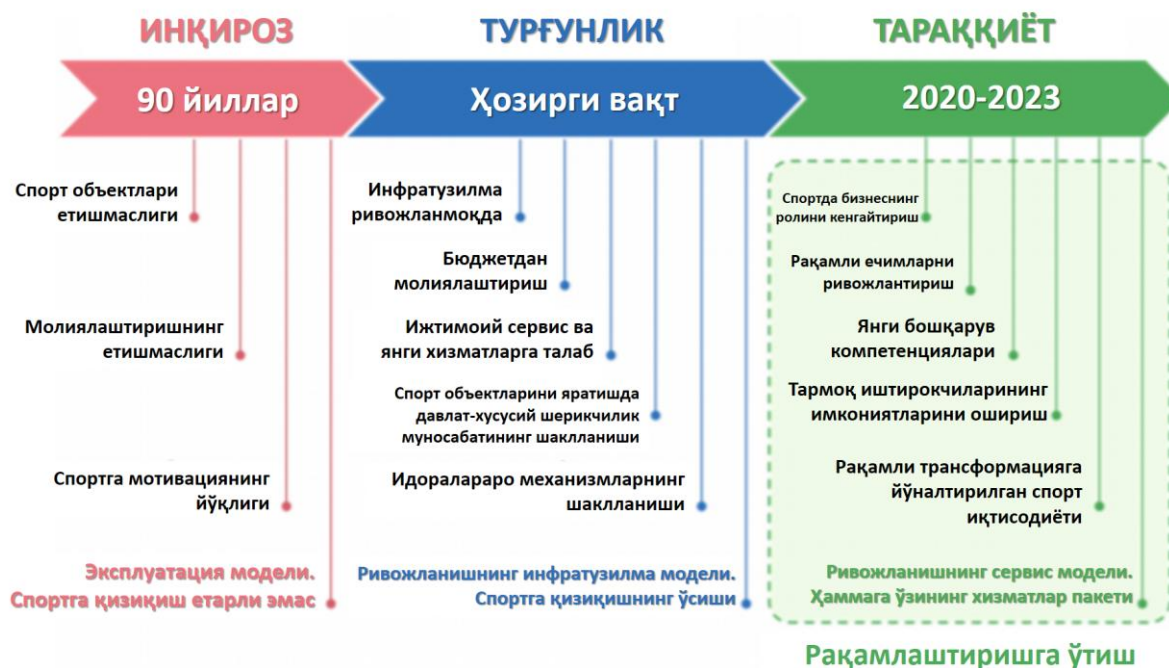 ИНҚИРОЗ
ТУРҒУНЛИК
ТАРАҚҚИЁТ
90 йиллар
Ҳозирги вақт
2020-2023
Спорт объектлари
етишмаслиги
Молиялаштиришнинг
етишмаслиги
Спортга мотивациянинг
йўқлиги
Эксплуатация модели.
Спортга қизиқиш етарли эмас
Инфратузилма
ривожланмоқда
Бюджетдан
молиялаштириш
Ижтимоий сервис ва
янги хизматларга талаб
Спорт объектларини яратишда
давлат-хусусий шерикчилик
муносабатининг шаклланиши
Идоралараро механизмларнинг
шаклланиши
Ривожланишнинг инфратузилма модели.
Спортга қизиқишнинг ўсиши
Спортда бизнеснинг
ролини кенгайтириш
Рақамли ечимларни
ривожлантириш
Янги бошқарув
компетенциялари
Тармоқ иштирокчиларининг
имкониятларини ошириш
Рақамли трансформацияга
йўналтирилган спорт
иқтисодиёти
Ривожланишнинг сервис модели.
Ҳаммага ўзининг хизматлар пакети
Рақамлаштиришга ўтиш